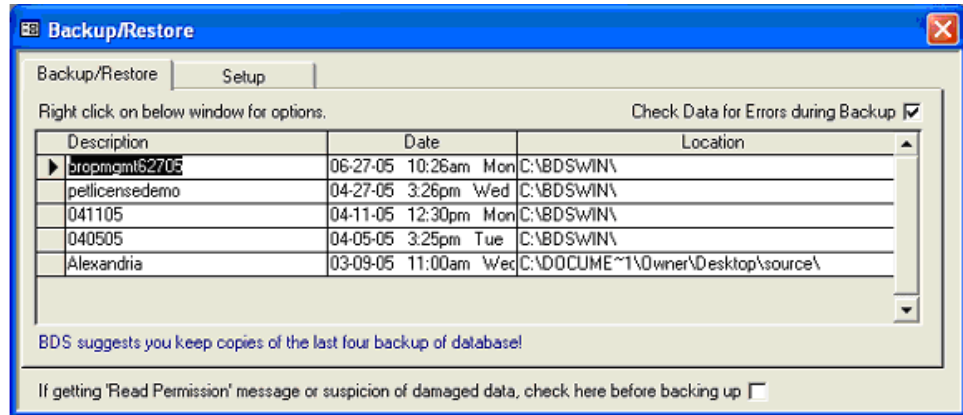 Backup/Restore
Backup/Restore Setup
Right click on below window for options. Check Data for Errors during Backup
Description Date Location
propmgmt62705 06-27-05 10:26am Mon C:\BDSWIN\
petlicensedemo 04-27-05 3:26pm Wed C:\BDSWIN\
041105 04-11-05 12:30pm Mon C:\BDSWIN\
040505 04-05-05 3:25pm Tue C:\BDSWIN\
Alexandria 03-09-05 11:00am Wed C:\DOCUME~1\Owner\Desktop\source\
BDS suggests you keep copies of the last four backup of database!
If getting 'Read Permission' message or suspicion of damaged data, check here before backing up